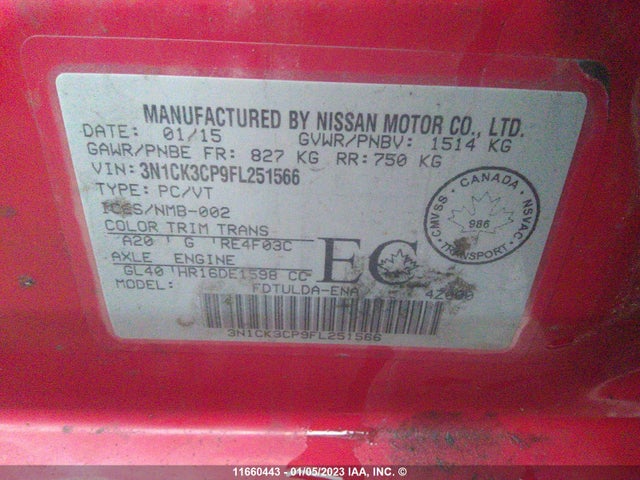 MANUFACTURED BY NISSAN MOTOR CO., LTD.
DATE: 01/15 GVWR/PNBV: 1514 KG
GAWR/PNBE FR: 827 KG RR: 750 KG
VIN: 3N1CK3CP9FL251566
TYPE: PC/VT
ICES/NMB-002
COLOR TRIM TRANS
A20 G RE4F03C
AXLE ENGINE
GL40 HR16DE1598 CC
MODEL: FDTULDA-ENA
EC
CANADA
CMVSS 986 NSVAC
TRANSPORT
3N1CK3CP9FL251566
11660443 - 01/05/2023 IAA, INC. ©